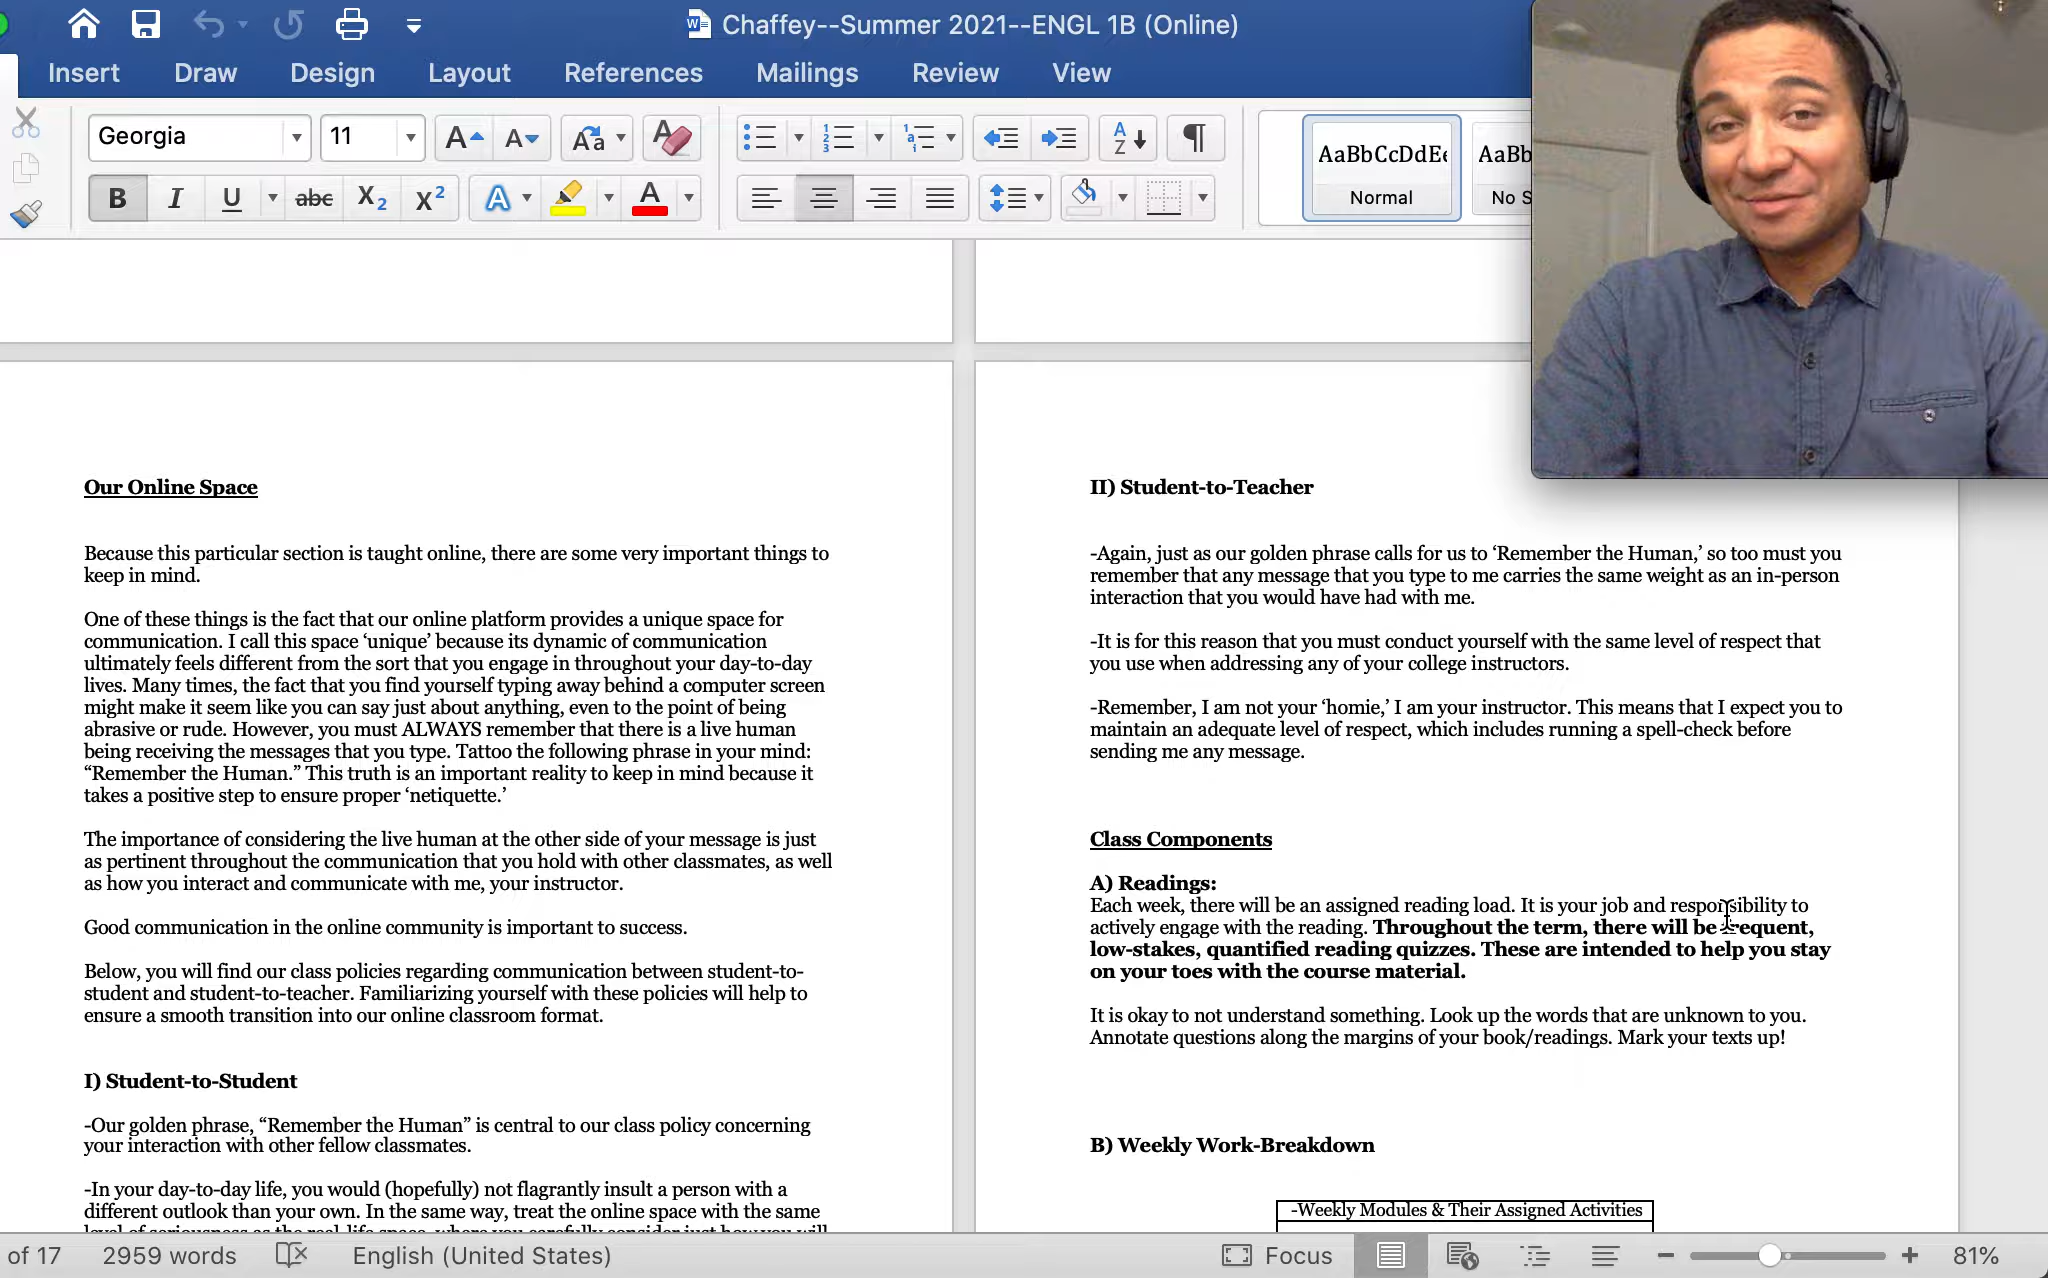 Chaffey--Summer 2021--ENGL 1B (Online)
Insert Draw Design Layout References Mailings Review View
Georgia 11
AaBbCcDdEe AaBb
Normal No S
Our Online Space
Because this particular section is taught online, there are some very important things to
keep in mind.
One of these things is the fact that our online platform provides a unique space for
communication. I call this space ‘unique’ because its dynamic of communication
ultimately feels different from the sort that you engage in throughout your day-to-day
lives. Many times, the fact that you find yourself typing away behind a computer screen
might make it seem like you can say just about anything, even to the point of being
abrasive or rude. However, you must ALWAYS remember that there is a live human
being receiving the messages that you type. Tattoo the following phrase in your mind:
“Remember the Human.” This truth is an important reality to keep in mind because it
takes a positive step to ensure proper ‘netiquette.’
The importance of considering the live human at the other side of your message is just
as pertinent throughout the communication that you hold with other classmates, as well
as how you interact and communicate with me, your instructor.
Good communication in the online community is important to success.
Below, you will find our class policies regarding communication between student-to-
student and student-to-teacher. Familiarizing yourself with these policies will help to
ensure a smooth transition into our online classroom format.
I) Student-to-Student
-Our golden phrase, “Remember the Human” is central to our class policy concerning
your interaction with other fellow classmates.
-In your day-to-day life, you would (hopefully) not flagrantly insult a person with a
different outlook than your own. In the same way, treat the online space with the same
II) Student-to-Teacher
-Again, just as our golden phrase calls for us to ‘Remember the Human,’ so too must you
remember that any message that you type to me carries the same weight as an in-person
interaction that you would have had with me.
-It is for this reason that you must conduct yourself with the same level of respect that
you use when addressing any of your college instructors.
-Remember, I am not your ‘homie,’ I am your instructor. This means that I expect you to
maintain an adequate level of respect, which includes running a spell-check before
sending me any message.
Class Components
A) Readings:
Each week, there will be an assigned reading load. It is your job and responsibility to
actively engage with the reading. Throughout the term, there will be frequent,
low-stakes, quantified reading quizzes. These are intended to help you stay
on your toes with the course material.
It is okay to not understand something. Look up the words that are unknown to you.
Annotate questions along the margins of your book/readings. Mark your texts up!
B) Weekly Work-Breakdown
-Weekly Modules & Their Assigned Activities
of 17 2959 words English (United States) Focus 81%